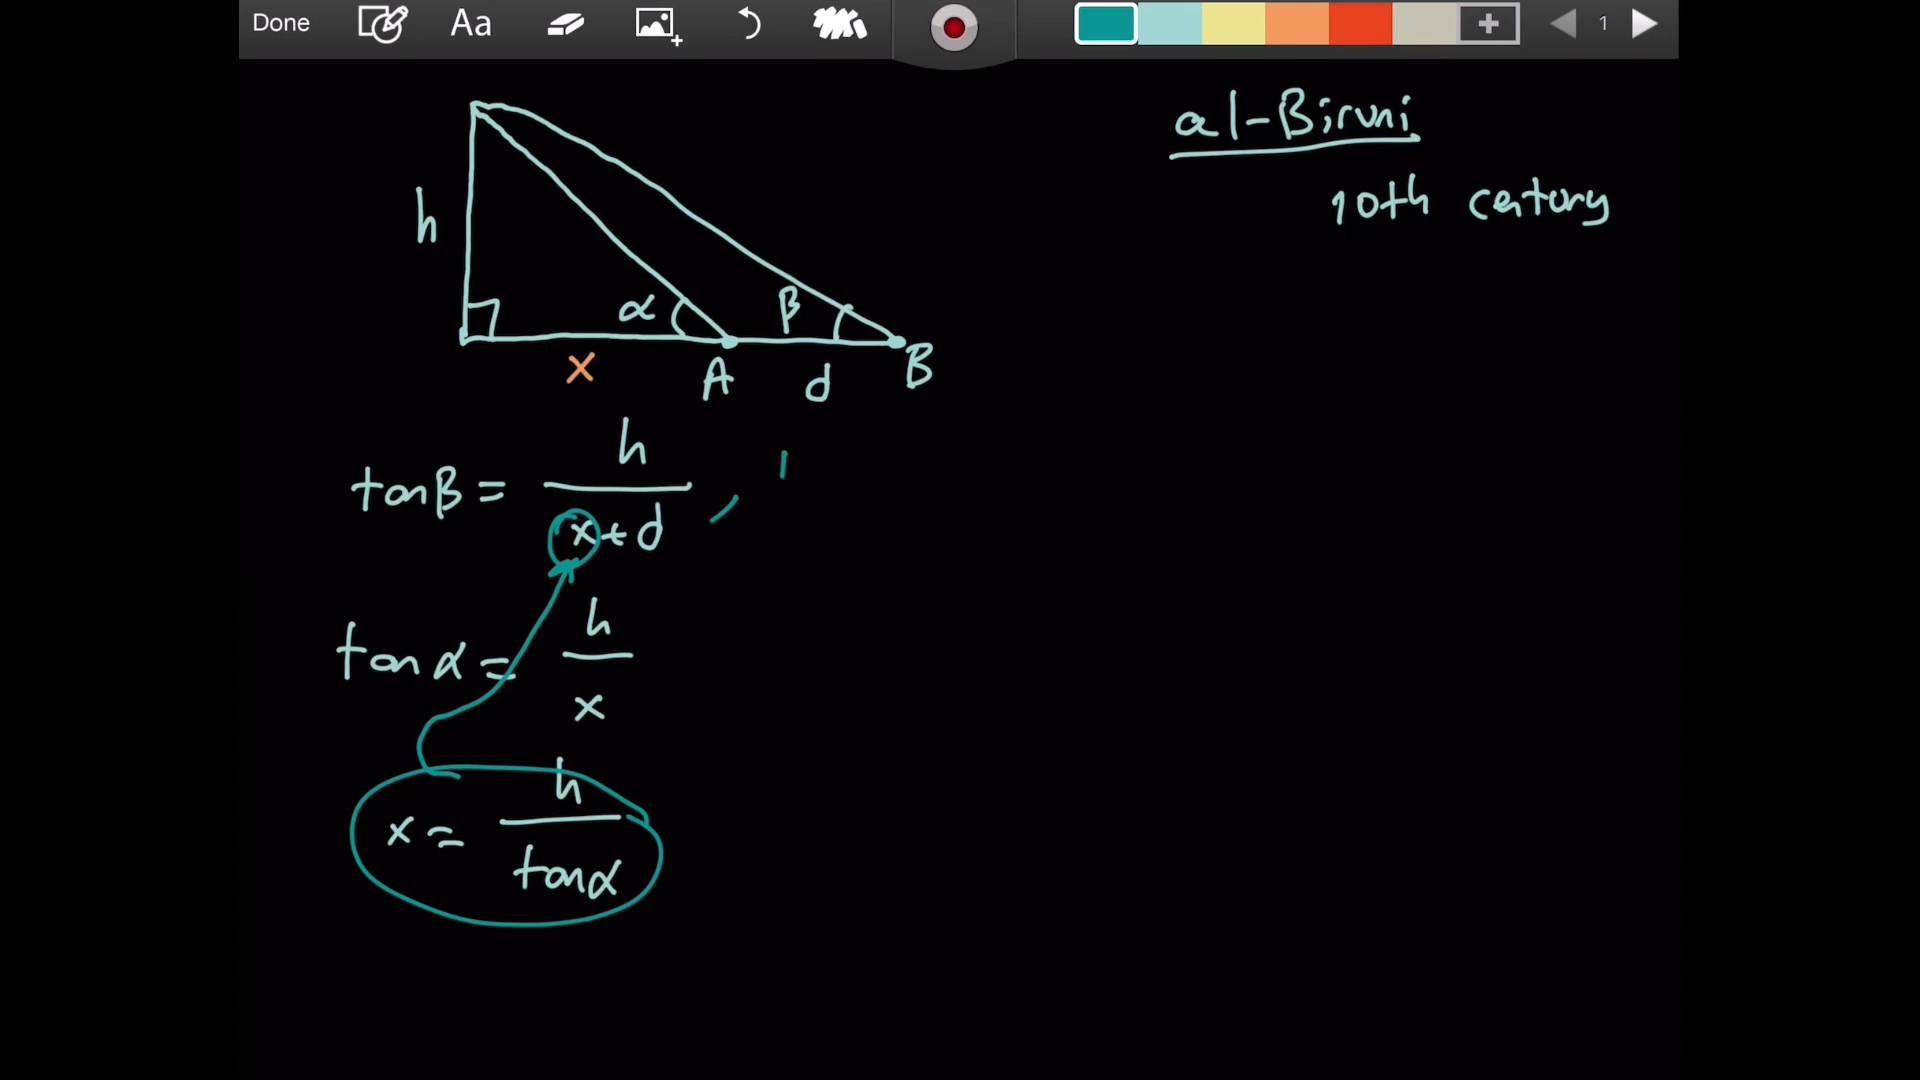 Done Aa 1
al-Biruni
10th century
h
α β
x A d B
tanβ = h / x+d ,
tanα = h / x
x = h / tanα